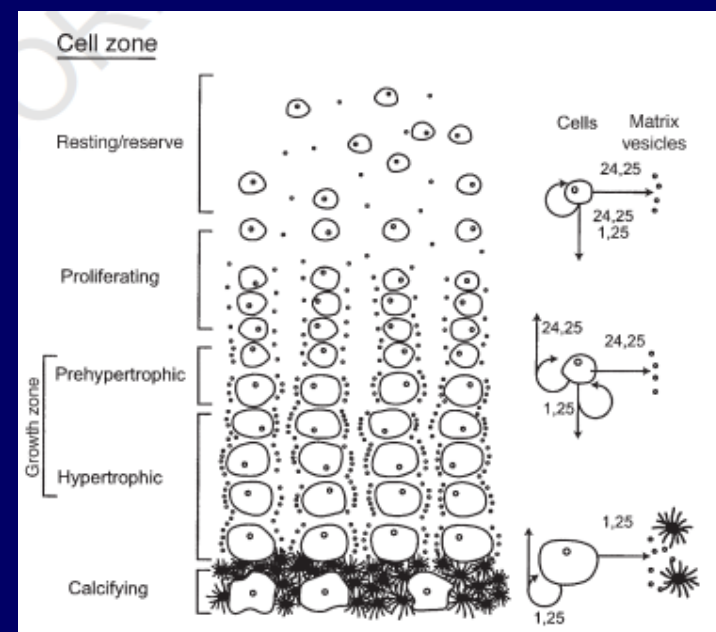 Cell zone
Resting/reserve
Proliferating
Growth zone
Prehypertrophic
Hypertrophic
Calcifying
Cells
Matrix
vesicles
24,25
24,25
1,25
24,25
24,25
1,25
1,25
1,25